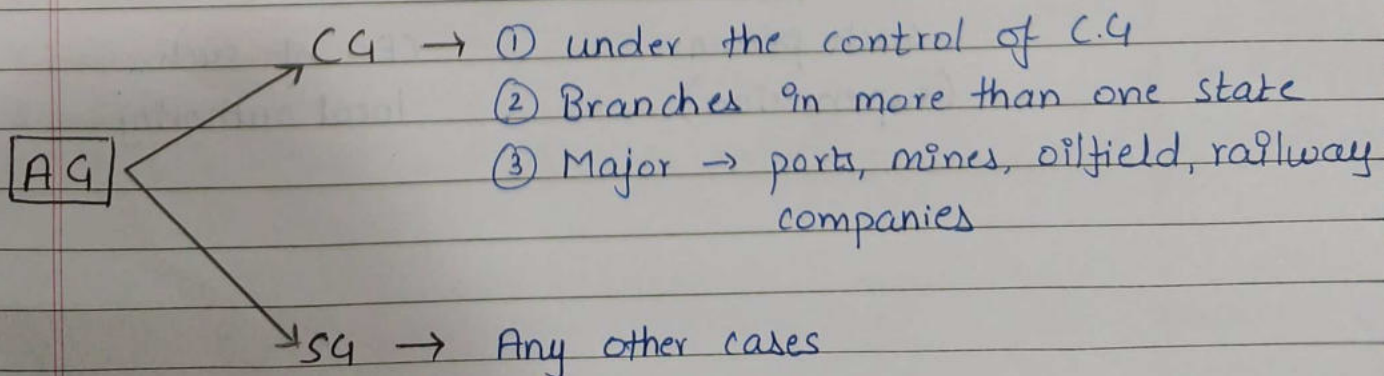 CG → ① under the control of C.G
② Branches in more than one state
AG
③ Major → ports, mines, oilfield, railway
companies
SG → Any other cases